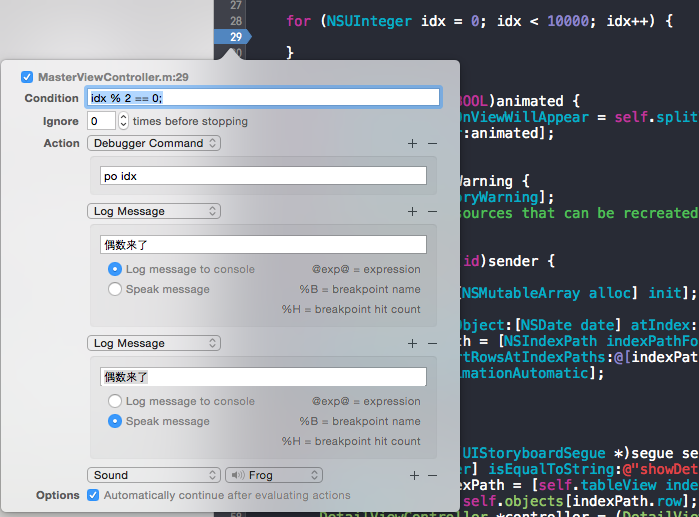 27
28
for (NSUInteger idx = 0; idx < 10000; idx++) {
29
}
MasterViewController.m:29
Condition idx % 2 == 0;
OOL)animated {
Ignore 0 times before stopping
nViewWillAppear = self.split
Action Debugger Command + −
:animated];
po idx
Warning {
oryWarning];
Log Message + −
sources that can be recreated
偶数来了
id)sender {
Log message to console @exp@ = expression
Speak message %B = breakpoint name
[NSMutableArray alloc] init];
%H = breakpoint hit count
bject:[NSDate date] atIndex:
Log Message + −
th = [NSIndexPath indexPathFo
rtRowsAtIndexPaths:@[indexPat
偶数来了
imationAutomatic];
Log message to console @exp@ = expression
Speak message %B = breakpoint name
%H = breakpoint hit count
UIStoryboardSegue *)segue se
Sound Frog + −
er] isEqualToString:@"showDet
exPath = [self.tableView inde
Options Automatically continue after evaluating actions
self.objects[indexPath.row];
DetailViewController *controller = (DetailVie